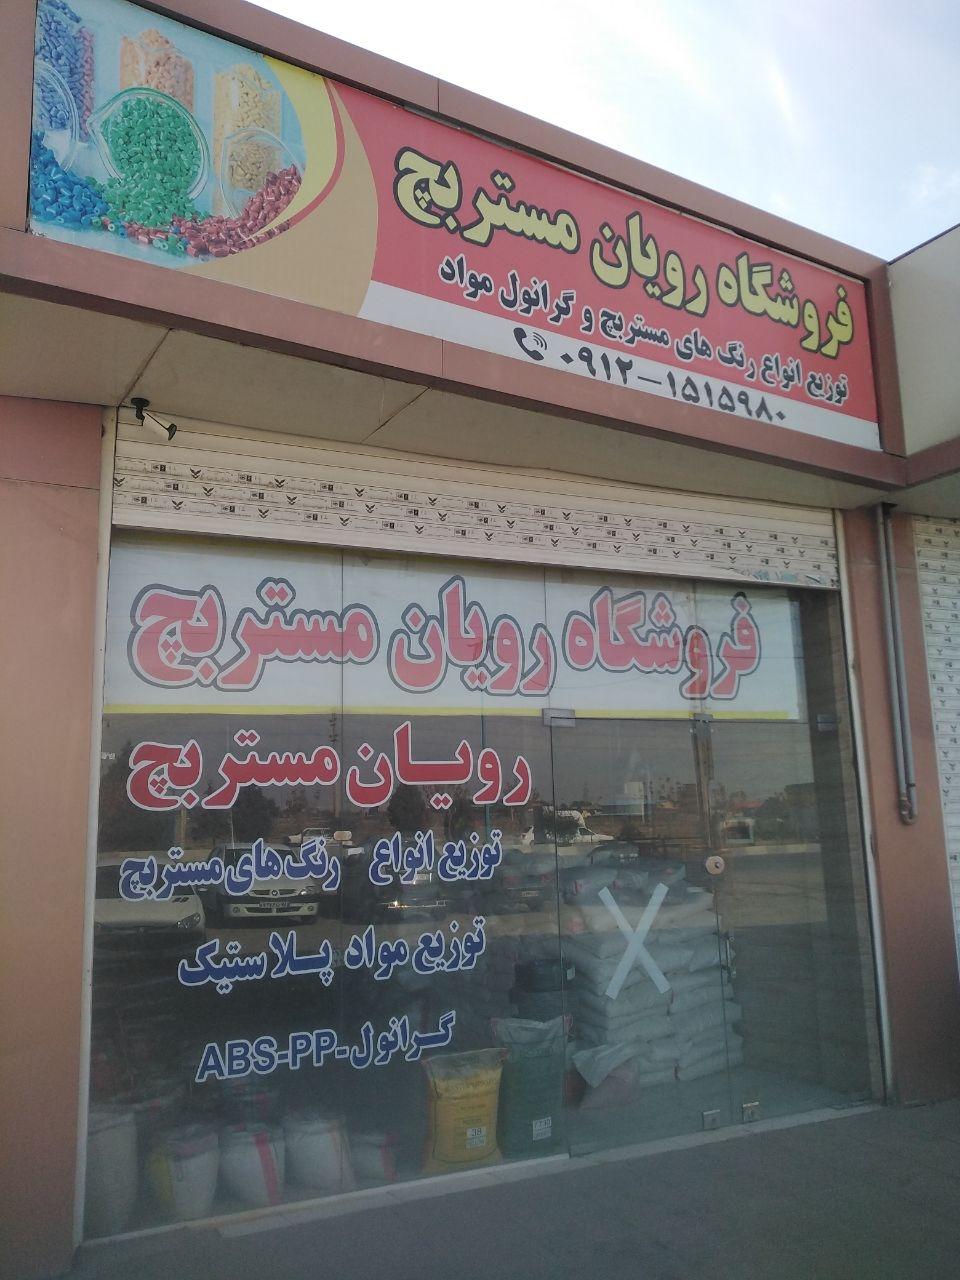 فروشگاه رویان مستربچ
توزیع انواع رنگ های مستربچ و گرانول مواد
۰۹۱۲-۱۵۱۵۹۸۰
فروشگاه رویان مستربچ
رویان مستربچ
توزیع انواع رنگ‌های مستربچ
توزیع مواد پلاستیک
گرانول-ABS-PP
38